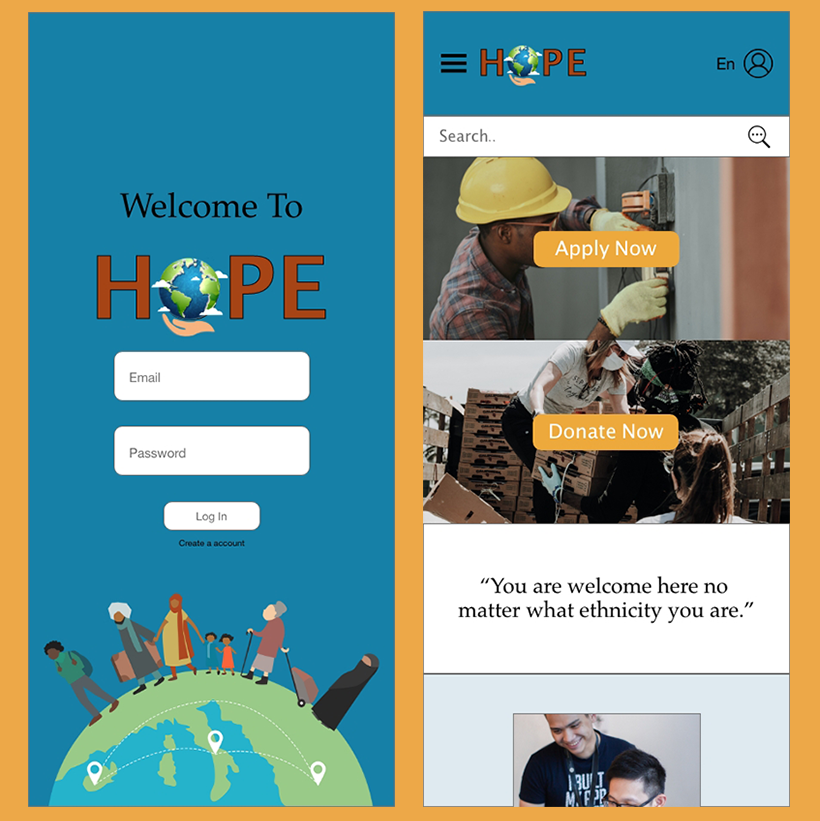 Welcome To
HOPE
Email
Password
Log In
Create a account
HOPE
En
Search..
Apply Now
Donate Now
“You are welcome here no
matter what ethnicity you are.”
I BUILT